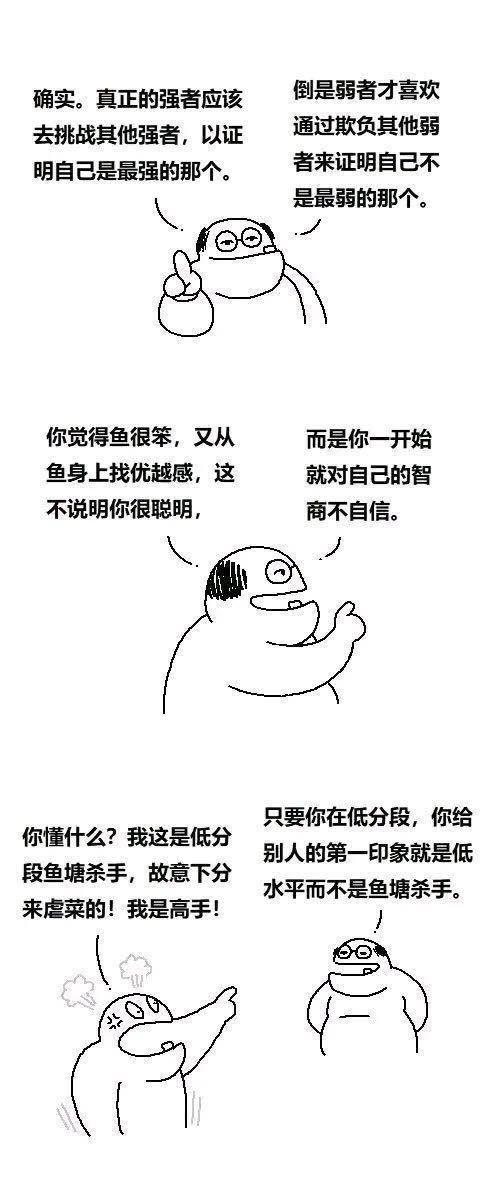 确实。真正的强者应该
去挑战其他强者，以证
明自己是最强的那个。
倒是弱者才喜欢
通过欺负其他弱
者来证明自己不
是最弱的那个。
你觉得鱼很笨，又从
鱼身上找优越感，这
不说明你很聪明，
而是你一开始
就对自己的智
商不自信。
你懂什么？我这是低分
段鱼塘杀手，故意下分
来虐菜的！我是高手！
只要你在低分段，你给
别人的第一印象就是低
水平而不是鱼塘杀手。